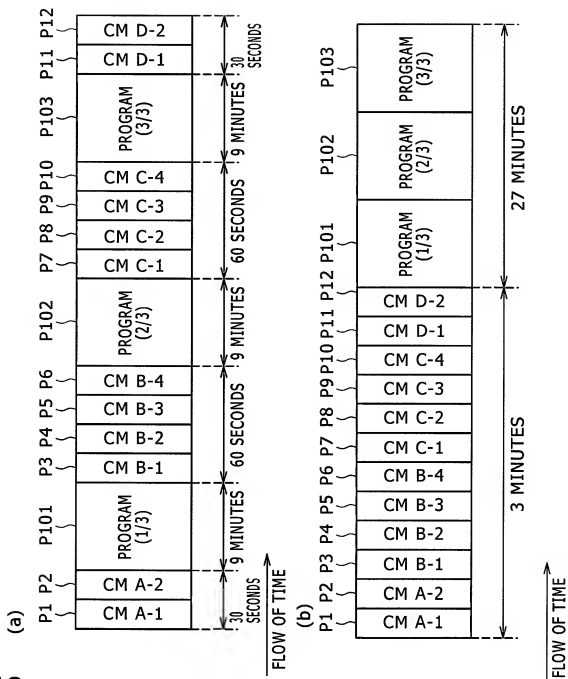 (a)
P1 P2 P101 P3 P4 P5 P6 P102 P7 P8 P9 P10 P103 P11 P12
CM A-1
CM A-2
PROGRAM
(1/3)
CM B-1
CM B-2
CM B-3
CM B-4
PROGRAM
(2/3)
CM C-1
CM C-2
CM C-3
CM C-4
PROGRAM
(3/3)
CM D-1
CM D-2
30
SECONDS
9 MINUTES
60 SECONDS
9 MINUTES
60 SECONDS
9 MINUTES
30
SECONDS
FLOW OF TIME
(b)
P1 P2 P3 P4 P5 P6 P7 P8 P9 P10 P11 P12 P101 P102 P103
CM A-1
CM A-2
CM B-1
CM B-2
CM B-3
CM B-4
CM C-1
CM C-2
CM C-3
CM C-4
CM D-1
CM D-2
PROGRAM
(1/3)
PROGRAM
(2/3)
PROGRAM
(3/3)
3 MINUTES
27 MINUTES
FLOW OF TIME